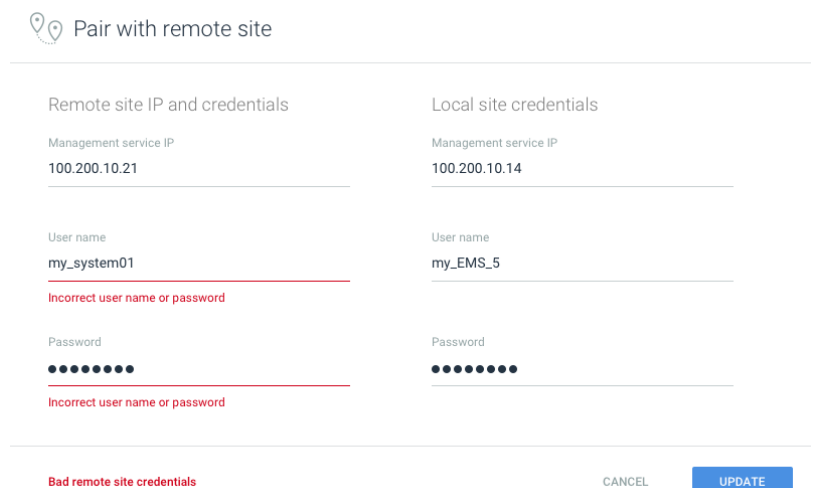 Pair with remote site
Remote site IP and credentials
Management service IP
100.200.10.21
User name
my_system01
Incorrect user name or password
Password
●●●●●●●●
Incorrect user name or password
Local site credentials
Management service IP
100.200.10.14
User name
my_EMS_5
Password
●●●●●●●●
Bad remote site credentials
CANCEL
UPDATE